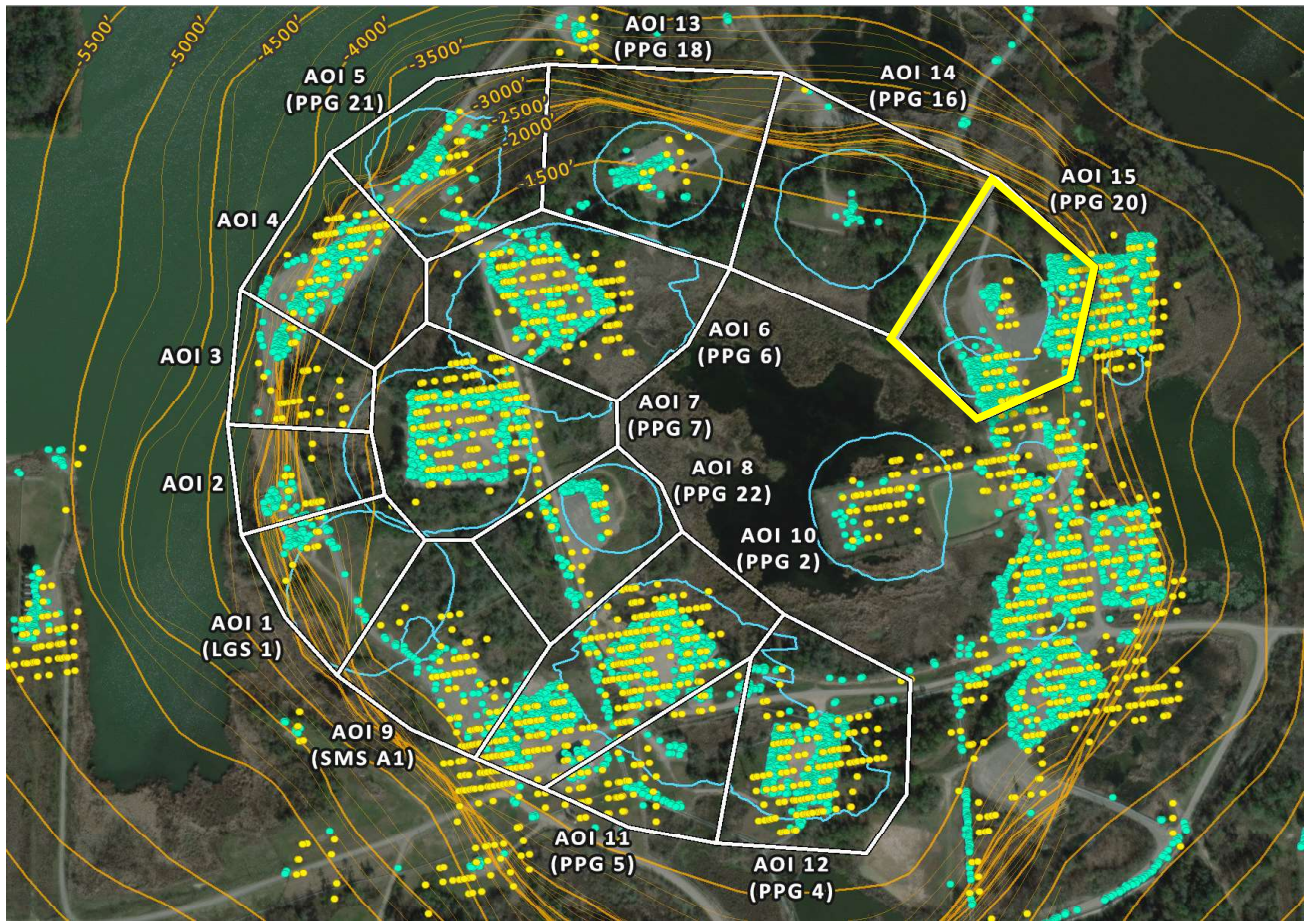 -5500'
-5000'
-4500'
-4000'
-3500'
-3000'
-2500'
-2000'
-1500'
AOI 13
(PPG 18)
AOI 5
(PPG 21)
AOI 14
(PPG 16)
AOI 15
(PPG 20)
AOI 4
AOI 3
AOI 6
(PPG 6)
AOI 7
(PPG 7)
AOI 2
AOI 8
(PPG 22)
AOI 10
(PPG 2)
AOI 1
(LGS 1)
AOI 9
(SMS A1)
AOI 11
(PPG 5)
AOI 12
(PPG 4)